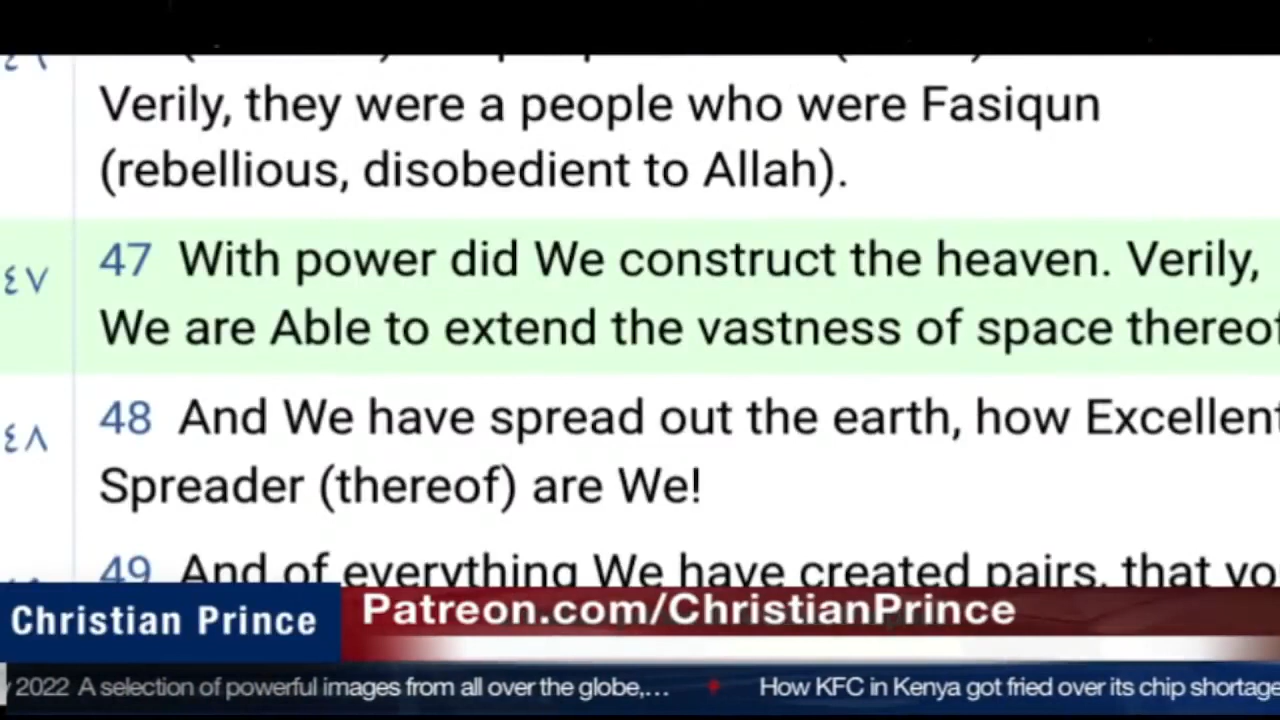 Verily, they were a people who were Fasiqun
(rebellious, disobedient to Allah).
٤٧ 47 With power did We construct the heaven. Verily,
We are Able to extend the vastness of space thereof
٤٨ 48 And We have spread out the earth, how Excellent
Spreader (thereof) are We!
49 And of everything We have created pairs, that you
Christian Prince
Patreon.com/ChristianPrince
2022 A selection of powerful images from all over the globe,...
How KFC in Kenya got fried over its chip shortage